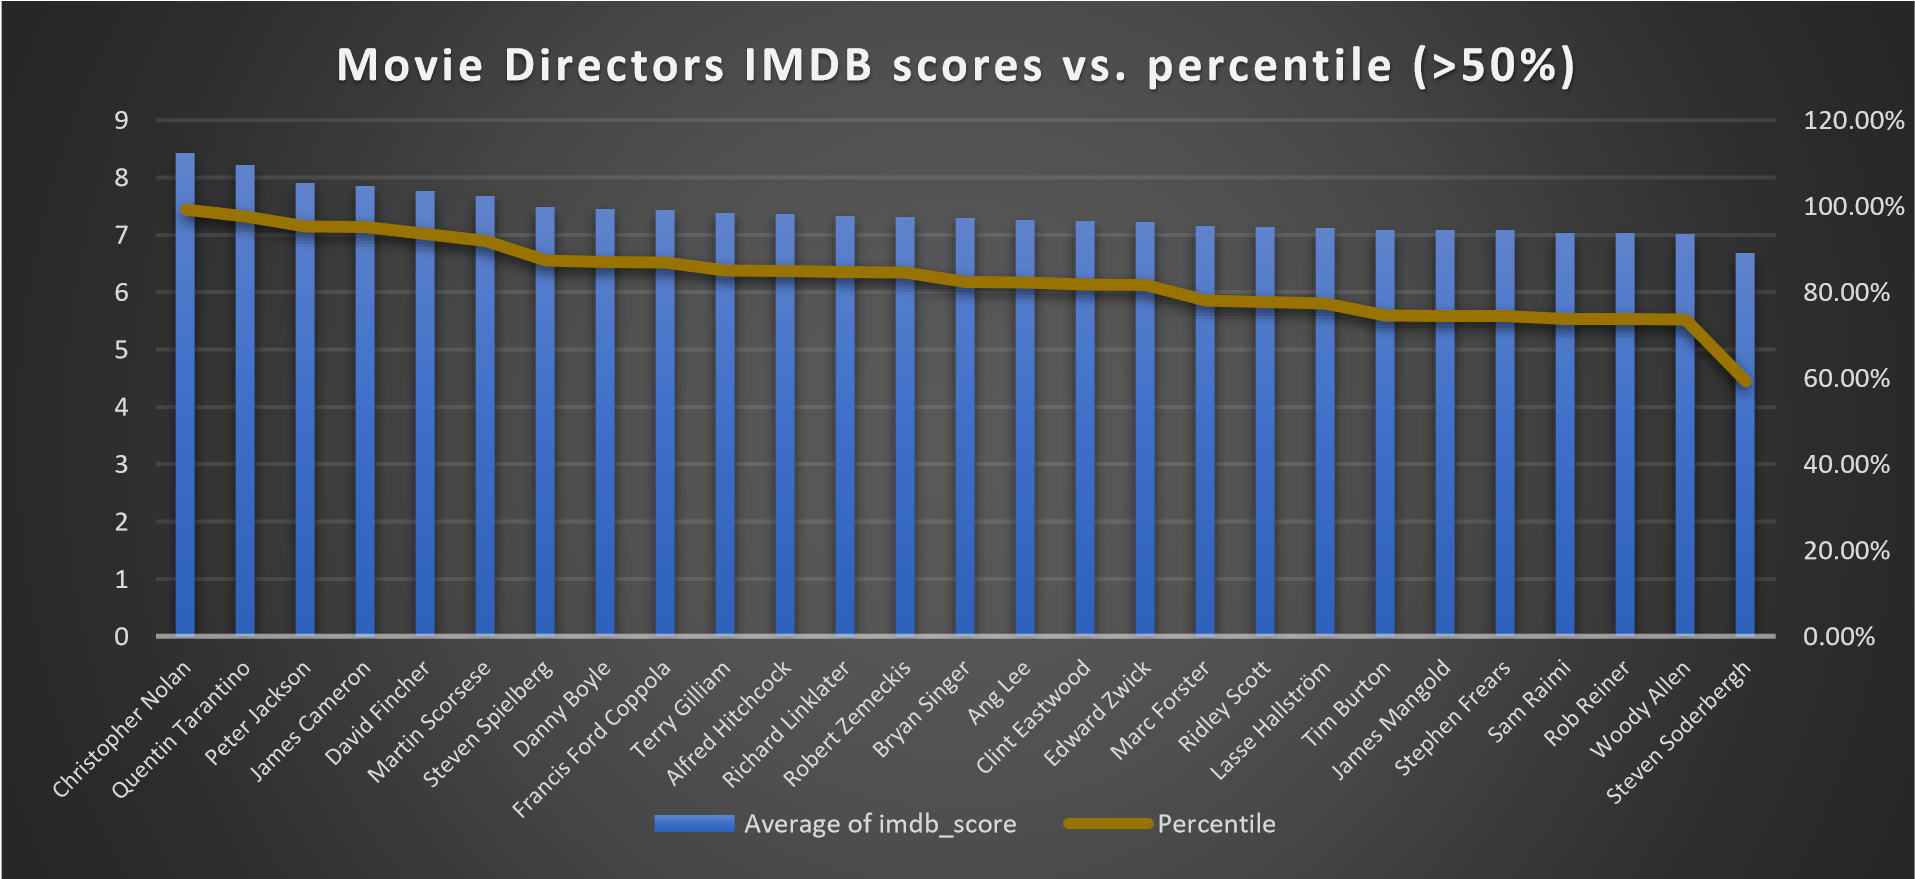 Movie Directors IMDB scores vs. percentile (>50%)
9
8
7
6
5
4
3
2
1
0
120.00%
100.00%
80.00%
60.00%
40.00%
20.00%
0.00%
Christopher Nolan
Quentin Tarantino
Peter Jackson
James Cameron
David Fincher
Martin Scorsese
Steven Spielberg
Danny Boyle
Francis Ford Coppola
Terry Gilliam
Alfred Hitchcock
Richard Linklater
Robert Zemeckis
Bryan Singer
Ang Lee
Clint Eastwood
Edward Zwick
Marc Forster
Ridley Scott
Lasse Hallström
Tim Burton
James Mangold
Stephen Frears
Sam Raimi
Rob Reiner
Woody Allen
Steven Soderbergh
Average of imdb_score
Percentile